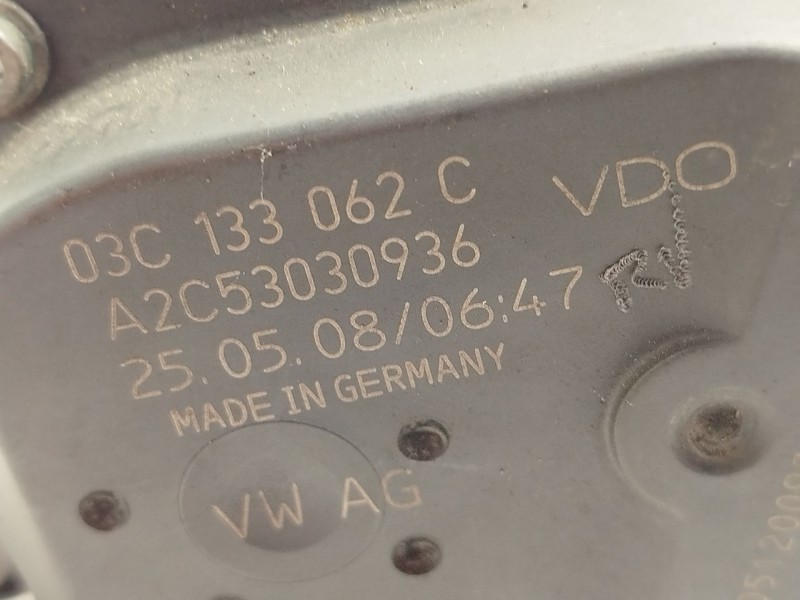 03C 133 062 C
VDO
A2C53030936
25.05.08/06:47
MADE IN GERMANY
VW AG